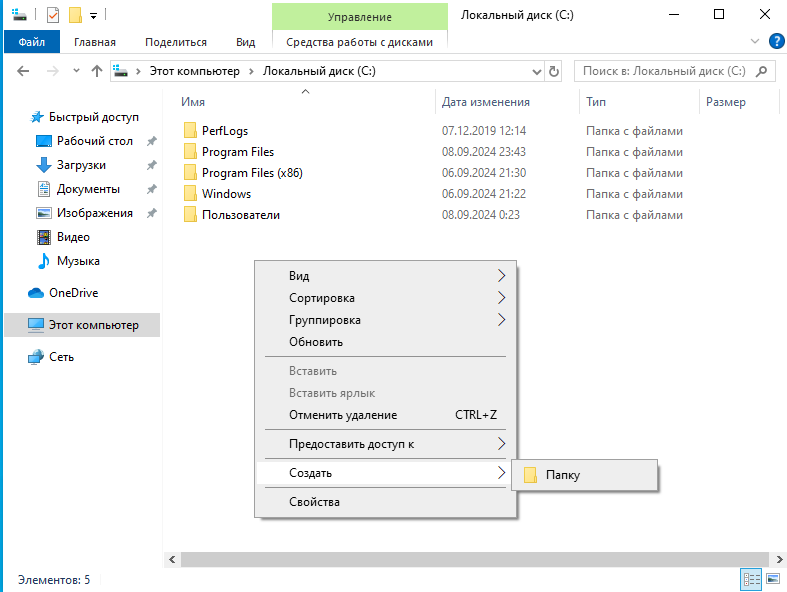 Управление
Локальный диск (C:)
Файл
Главная
Поделиться
Вид
Средства работы с дисками
?
Этот компьютер
Локальный диск (C:)
Поиск в: Локальный диск (C:)
Имя
Дата изменения
Тип
Размер
PerfLogs 07.12.2019 12:14 Папка с файлами
Program Files 08.09.2024 23:43 Папка с файлами
Program Files (x86) 06.09.2024 21:30 Папка с файлами
Windows 06.09.2024 21:22 Папка с файлами
Пользователи 08.09.2024 0:23 Папка с файлами
Быстрый доступ
Рабочий стол
Загрузки
Документы
Изображения
Видео
Музыка
OneDrive
Этот компьютер
Сеть
Вид
Сортировка
Группировка
Обновить
Вставить
Вставить ярлык
Отменить удаление CTRL+Z
Предоставить доступ к
Создать
Папку
Свойства
Элементов: 5